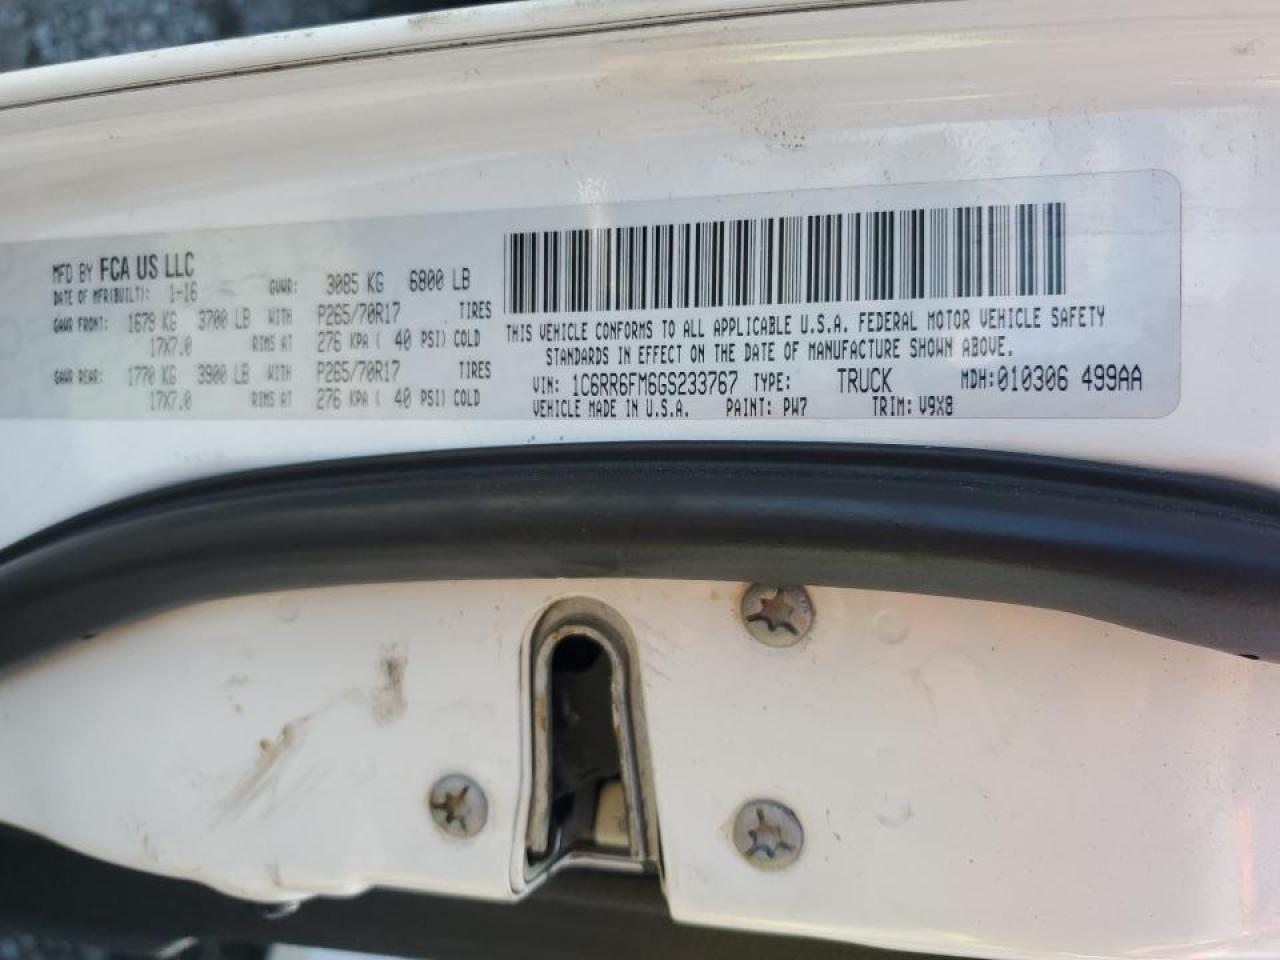 MFD BY FCA US LLC
DATE OF MFR(BUILT): 1-16 GVWR: 3085 KG 6800 LB
GAWR FRONT: 1679 KG 3700 LB WITH P265/70R17 TIRES
17X7.0 RIMS AT 276 KPA ( 40 PSI) COLD
GAWR REAR: 1770 KG 3900 LB WITH P265/70R17 TIRES
17X7.0 RIMS AT 276 KPA ( 40 PSI) COLD
THIS VEHICLE CONFORMS TO ALL APPLICABLE U.S.A. FEDERAL MOTOR VEHICLE SAFETY
STANDARDS IN EFFECT ON THE DATE OF MANUFACTURE SHOWN ABOVE.
VIN: 1C6RR6FM6GS233767 TYPE: TRUCK MDH:010306 499AA
VEHICLE MADE IN U.S.A. PAINT: PW7 TRIM: V9X8